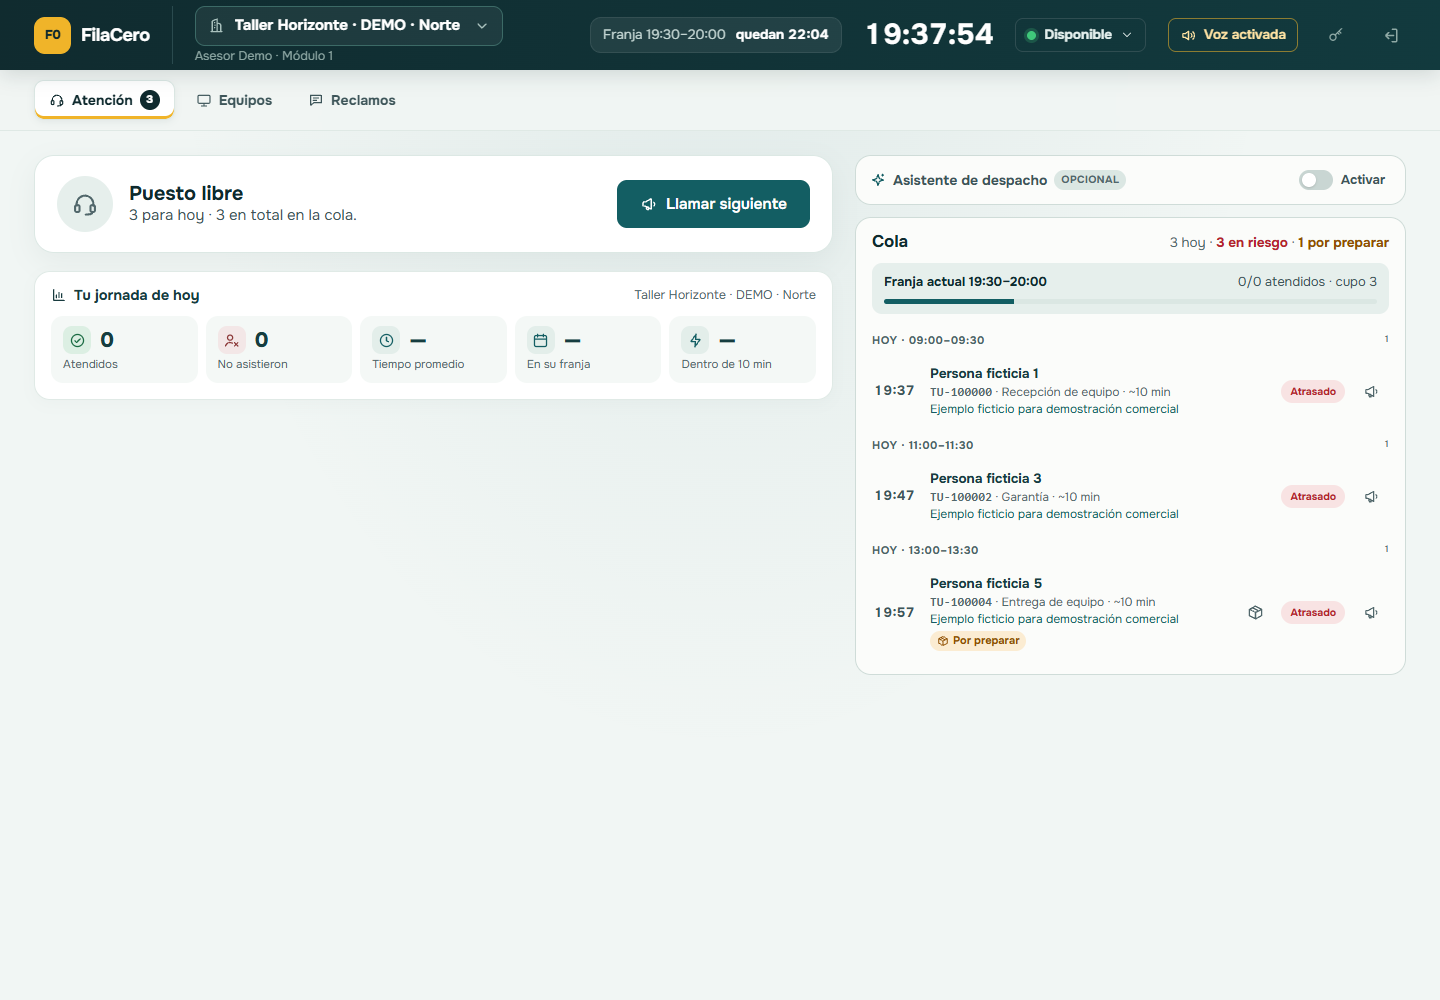 F0 FilaCero
Taller Horizonte · DEMO · Norte
Asesor Demo · Módulo 1
Franja 19:30–20:00 quedan 22:04
19:37:54
Disponible
Voz activada
Atención 3
Equipos
Reclamos
Puesto libre
3 para hoy · 3 en total en la cola.
Llamar siguiente
Tu jornada de hoy
Taller Horizonte · DEMO · Norte
0
Atendidos
0
No asistieron
—
Tiempo promedio
—
En su franja
—
Dentro de 10 min
Asistente de despacho OPCIONAL
Activar
Cola
3 hoy · 3 en riesgo · 1 por preparar
Franja actual 19:30–20:00
0/0 atendidos · cupo 3
HOY · 09:00–09:30
1
19:37
Persona ficticia 1
TU-100000 · Recepción de equipo · ~10 min
Ejemplo ficticio para demostración comercial
Atrasado
HOY · 11:00–11:30
1
19:47
Persona ficticia 3
TU-100002 · Garantía · ~10 min
Ejemplo ficticio para demostración comercial
Atrasado
HOY · 13:00–13:30
1
19:57
Persona ficticia 5
TU-100004 · Entrega de equipo · ~10 min
Ejemplo ficticio para demostración comercial
Por preparar
Atrasado